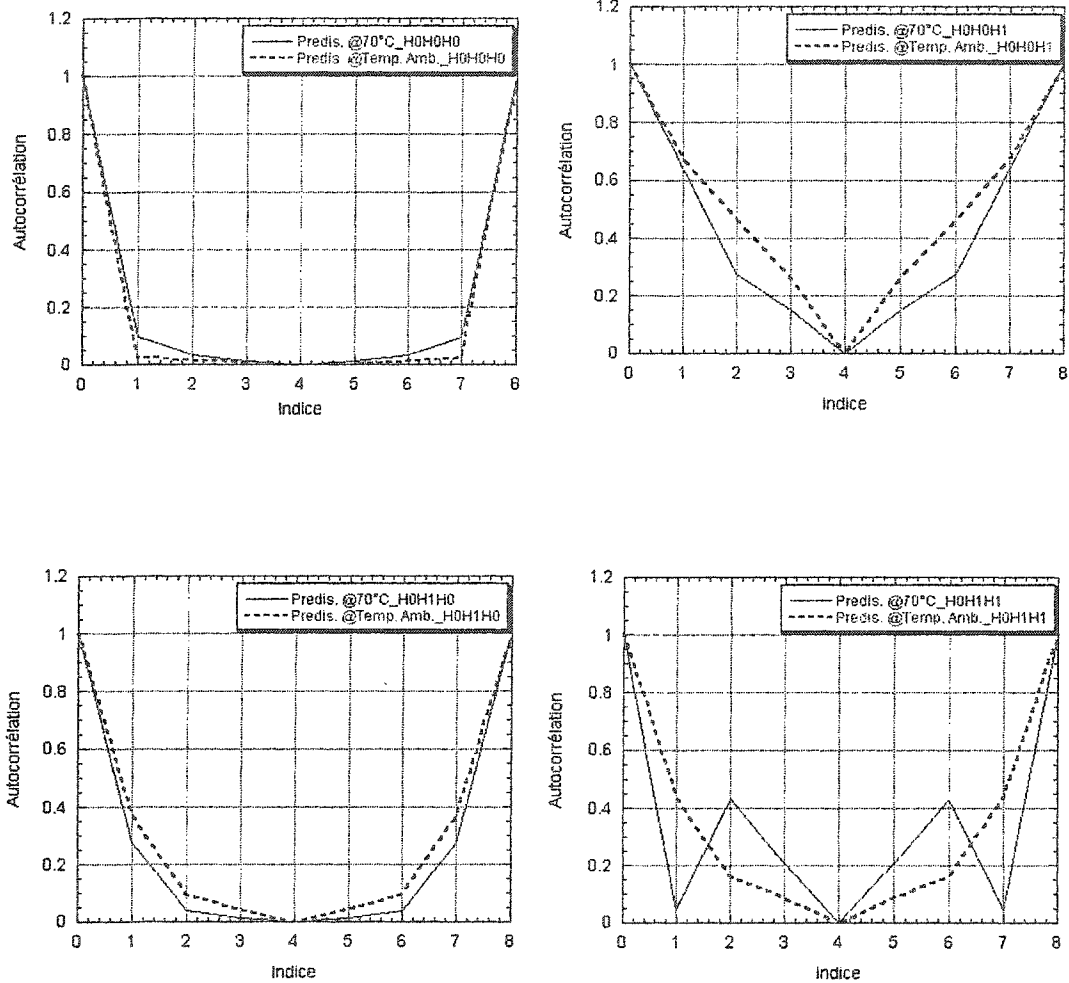 1.2
1
0.8
0.6
0.4
0.2
0
Autocorrélation
Predis. @70°C_H0H0H0
Predis @Temp. Amb._H0H0H0
0 1 2 3 4 5 6 7 8
Indice
1.2
1
0.8
0.6
0.4
0.2
0
Autocorrélation
Predis. @70°C_H0H0H1
Predis. @Temp. Amb._H0H0H1
0 1 2 3 4 5 6 7 8
Indice
1.2
1
0.8
0.6
0.4
0.2
0
Autocorrélation
Predis. @70°C_H0H1H0
Predis. @Temp. Amb._H0H1H0
0 1 2 3 4 5 6 7 8
Indice
1.2
1
0.8
0.6
0.4
0.2
0
Autocorrélation
Predis. @70°C_H0H1H1
Predis. @Temp. Amb._H0H1H1
0 1 2 3 4 5 6 7 8
Indice